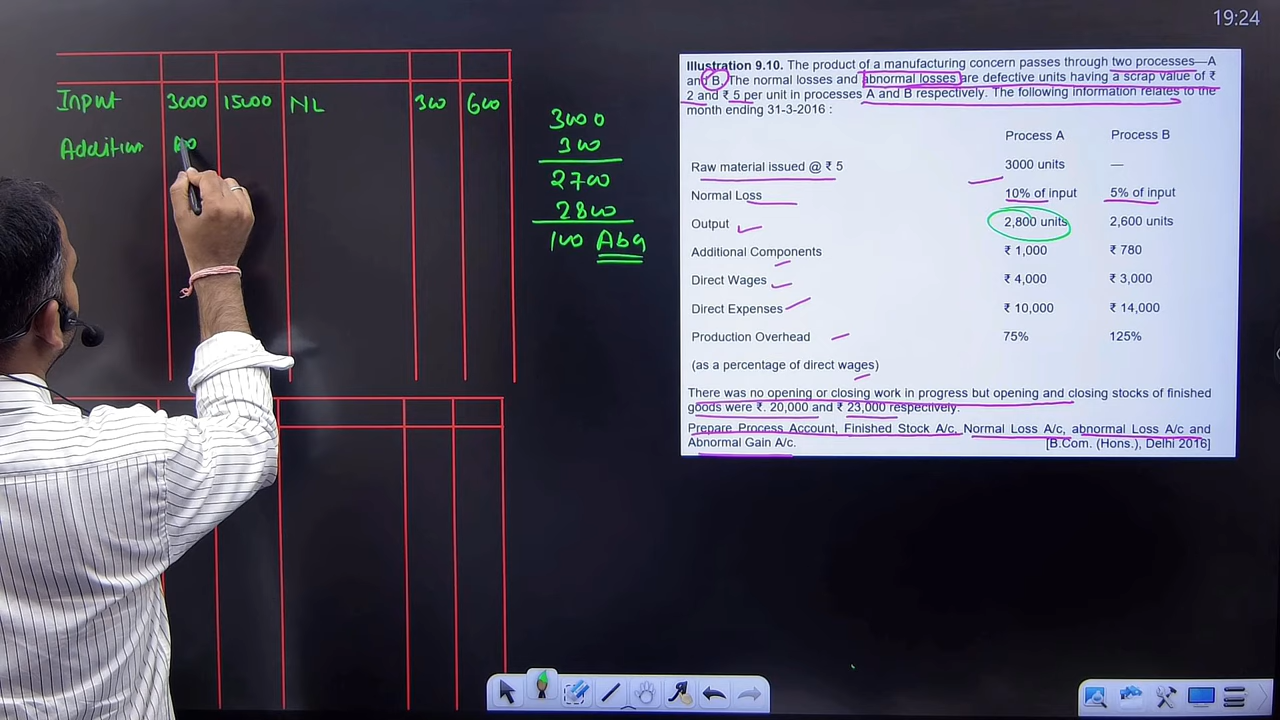 19:24
Input 3000 15000 NL 300 600
Addition
3000
300
2700
2800
100 Abg
Illustration 9.10. The product of a manufacturing concern passes through two processes—A
and B. The normal losses and abnormal losses are defective units having a scrap value of ₹
2 and ₹ 5 per unit in processes A and B respectively. The following information relates to the
month ending 31-3-2016 :
Process A Process B
Raw material issued @ ₹ 5 3000 units —
Normal Loss 10% of input 5% of input
Output 2,800 units 2,600 units
Additional Components ₹ 1,000 ₹ 780
Direct Wages ₹ 4,000 ₹ 3,000
Direct Expenses ₹ 10,000 ₹ 14,000
Production Overhead 75% 125%
(as a percentage of direct wages)
There was no opening or closing work in progress but opening and closing stocks of finished
goods were ₹. 20,000 and ₹ 23,000 respectively.
Prepare Process Account, Finished Stock A/c, Normal Loss A/c, abnormal Loss A/c and
Abnormal Gain A/c. [B.Com. (Hons.), Delhi 2016]